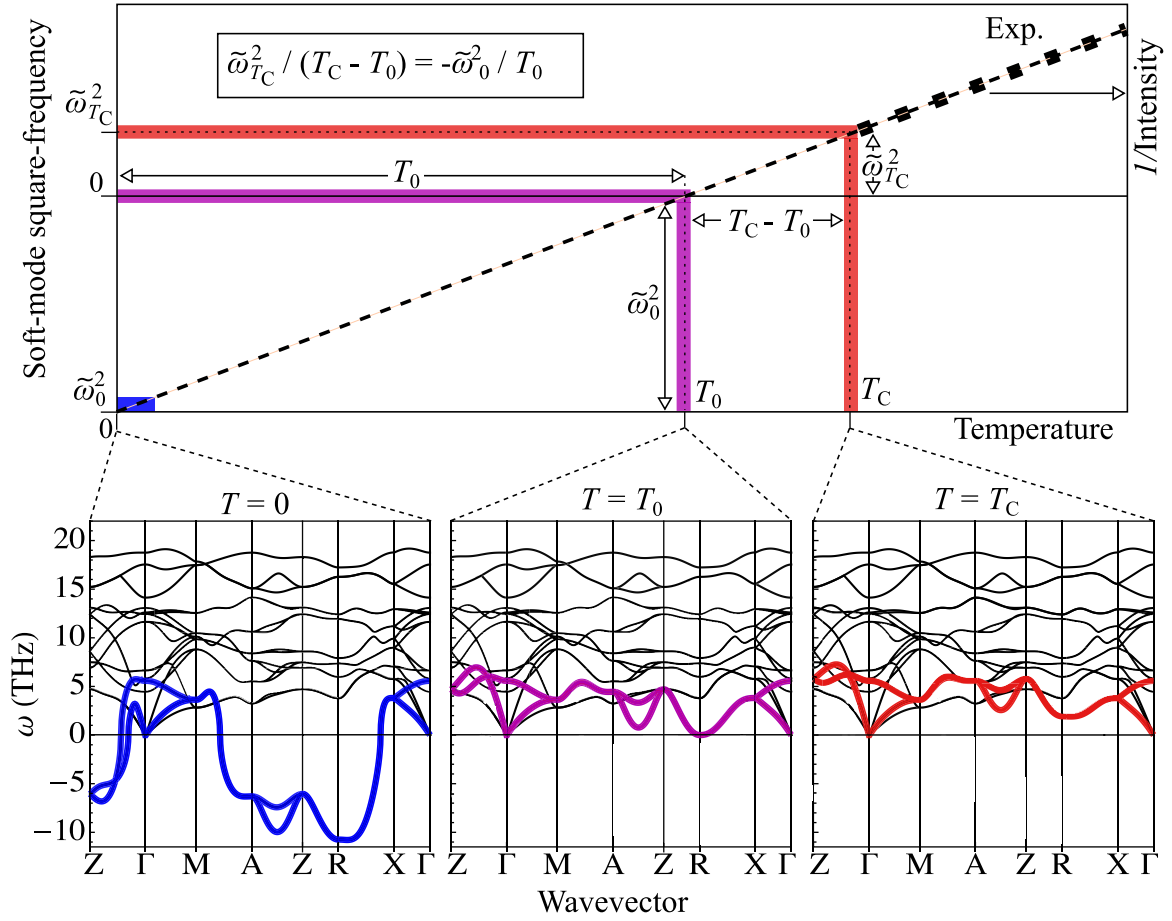 Soft-mode square-frequency
ω̃²_{T_C} / (T_C - T_0) = -ω̃²_0 / T_0
Exp.
1/Intensity
ω̃²_{T_C}
0
ω̃²_0
0
T_0
ω̃²_{T_C}
T_C - T_0
ω̃²_0
T_0
T_C
Temperature
T = 0
T = T_0
T = T_C
ω (THz)
20
15
10
5
0
−5
−10
Z Γ M A Z R X Γ
Z Γ M A Z R X Γ
Z Γ M A Z R X Γ
Wavevector